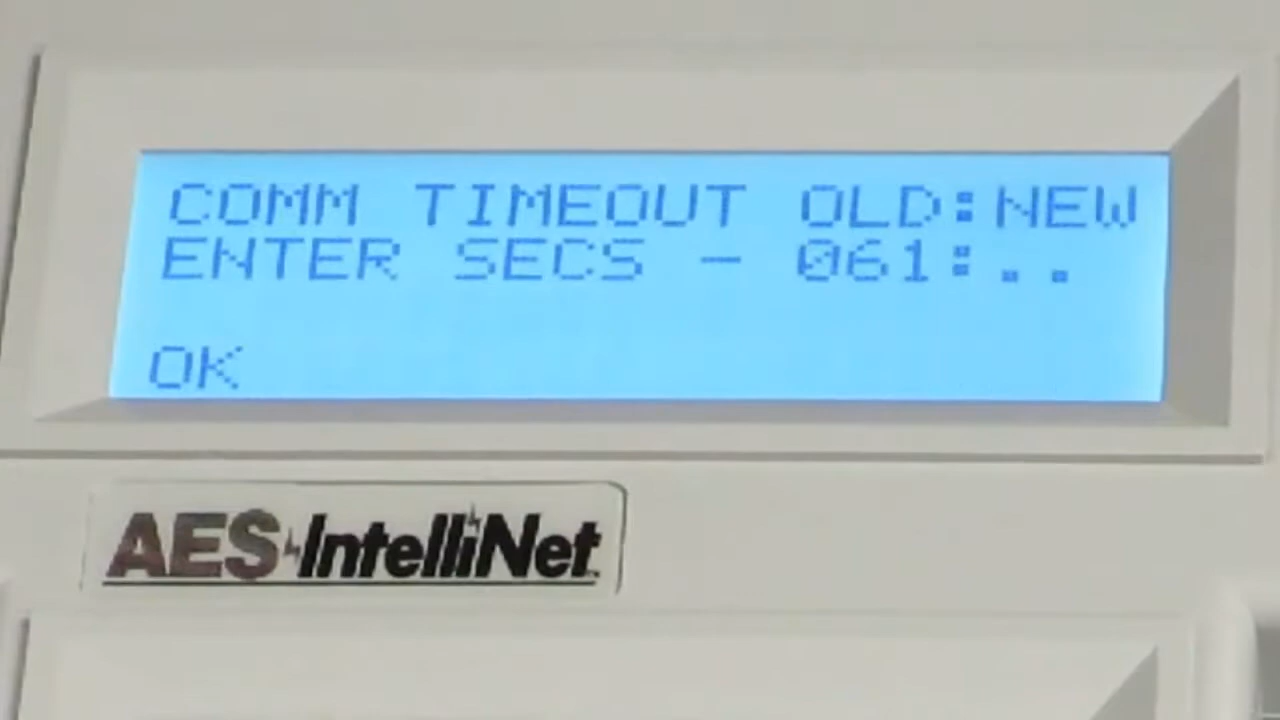 COMM TIMEOUT OLD:NEW
ENTER SECS - 061:..
OK
AES IntelliNet